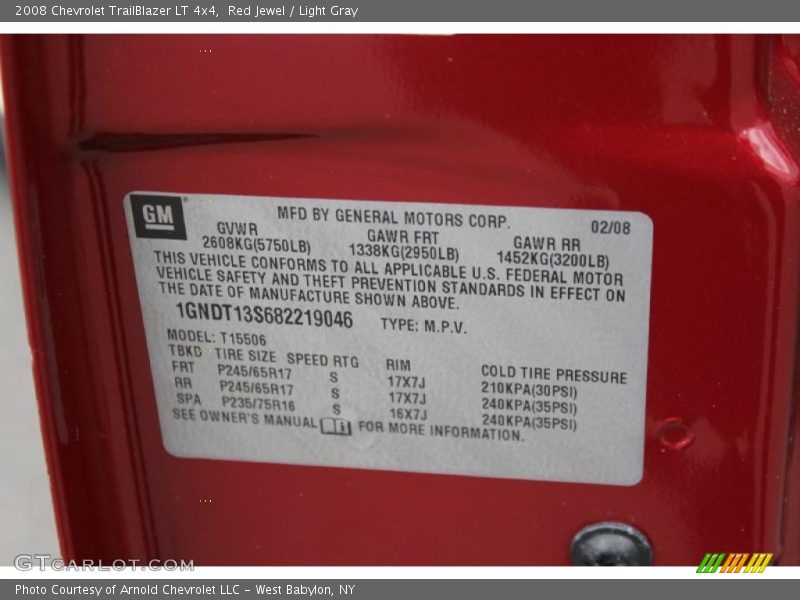 2008 Chevrolet TrailBlazer LT 4x4, Red Jewel / Light Gray
GM
MFD BY GENERAL MOTORS CORP.
02/08
GVWR GAWR FRT GAWR RR
2608KG(5750LB) 1338KG(2950LB) 1452KG(3200LB)
THIS VEHICLE CONFORMS TO ALL APPLICABLE U.S. FEDERAL MOTOR
VEHICLE SAFETY AND THEFT PREVENTION STANDARDS IN EFFECT ON
THE DATE OF MANUFACTURE SHOWN ABOVE.
1GNDT13S682219046 TYPE: M.P.V.
MODEL: T15506
TBKD TIRE SIZE SPEED RTG RIM COLD TIRE PRESSURE
FRT P245/65R17 S 17X7J 210KPA(30PSI)
RR P245/65R17 S 17X7J 240KPA(35PSI)
SPA P235/75R16 S 16X7J 240KPA(35PSI)
SEE OWNER'S MANUAL FOR MORE INFORMATION.
GTCARLOT.COM
Photo Courtesy of Arnold Chevrolet LLC - West Babylon, NY